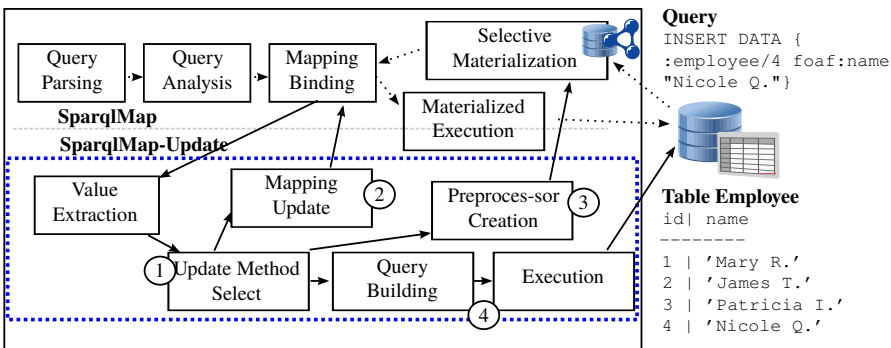 Query
Parsing
Query
Analysis
Mapping
Binding
Selective
Materialization
Materialized
Execution
SparqlMap
SparqlMap-Update
Value
Extraction
Mapping
Update
2
Preproces-sor
Creation
3
1
Update Method
Select
Query
Building
4
Execution
Query
INSERT DATA {
:employee/4 foaf:name
"Nicole Q."}
Table Employee
id| name
--------
1 | ’Mary R.’
2 | ’James T.’
3 | ’Patricia I.’
4 | ’Nicole Q.’